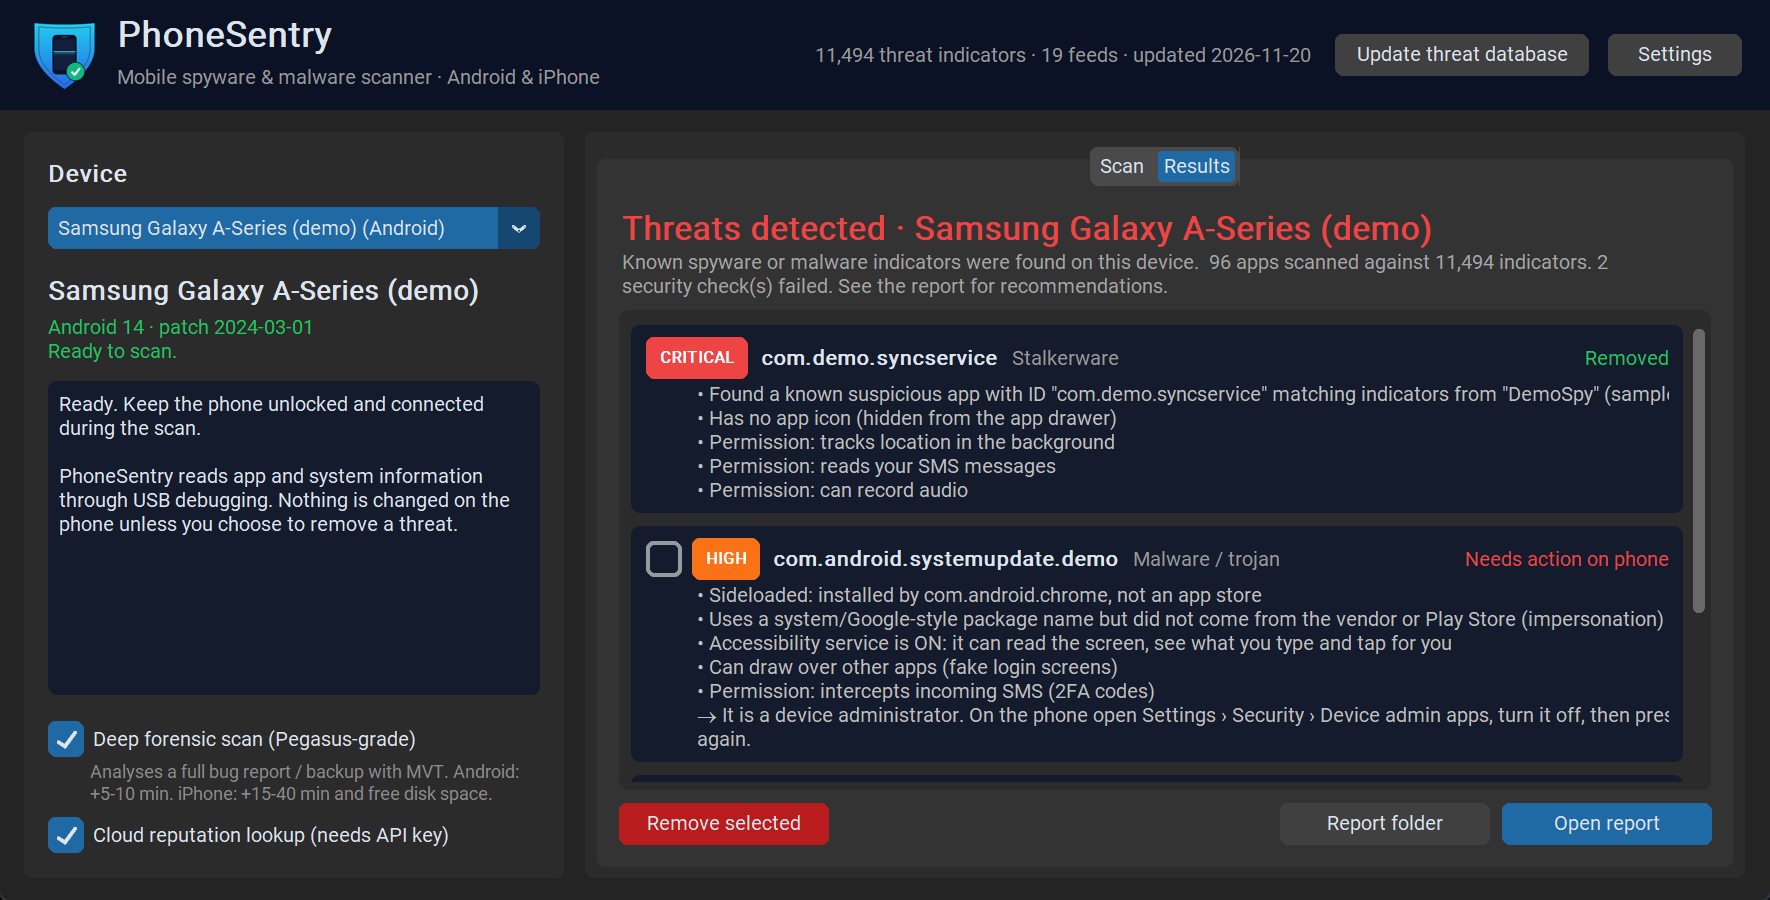 PhoneSentry
Mobile spyware & malware scanner · Android & iPhone
11,494 threat indicators · 19 feeds · updated 2026-11-20
Update threat database
Settings
Device
Samsung Galaxy A-Series (demo) (Android)
Samsung Galaxy A-Series (demo)
Android 14 · patch 2024-03-01
Ready to scan.
Ready. Keep the phone unlocked and connected
during the scan.
PhoneSentry reads app and system information
through USB debugging. Nothing is changed on the
phone unless you choose to remove a threat.
Deep forensic scan (Pegasus-grade)
Analyses a full bug report / backup with MVT. Android:
+5-10 min. iPhone: +15-40 min and free disk space.
Cloud reputation lookup (needs API key)
Scan
Results
Threats detected · Samsung Galaxy A-Series (demo)
Known spyware or malware indicators were found on this device.  96 apps scanned against 11,494 indicators. 2
security check(s) failed. See the report for recommendations.
CRITICAL
com.demo.syncservice
Stalkerware
Removed
• Found a known suspicious app with ID "com.demo.syncservice" matching indicators from "DemoSpy" (sample
• Has no app icon (hidden from the app drawer)
• Permission: tracks location in the background
• Permission: reads your SMS messages
• Permission: can record audio
HIGH
com.android.systemupdate.demo
Malware / trojan
Needs action on phone
• Sideloaded: installed by com.android.chrome, not an app store
• Uses a system/Google-style package name but did not come from the vendor or Play Store (impersonation)
• Accessibility service is ON: it can read the screen, see what you type and tap for you
• Can draw over other apps (fake login screens)
• Permission: intercepts incoming SMS (2FA codes)
→ It is a device administrator. On the phone open Settings › Security › Device admin apps, turn it off, then
again.
Remove selected
Report folder
Open report